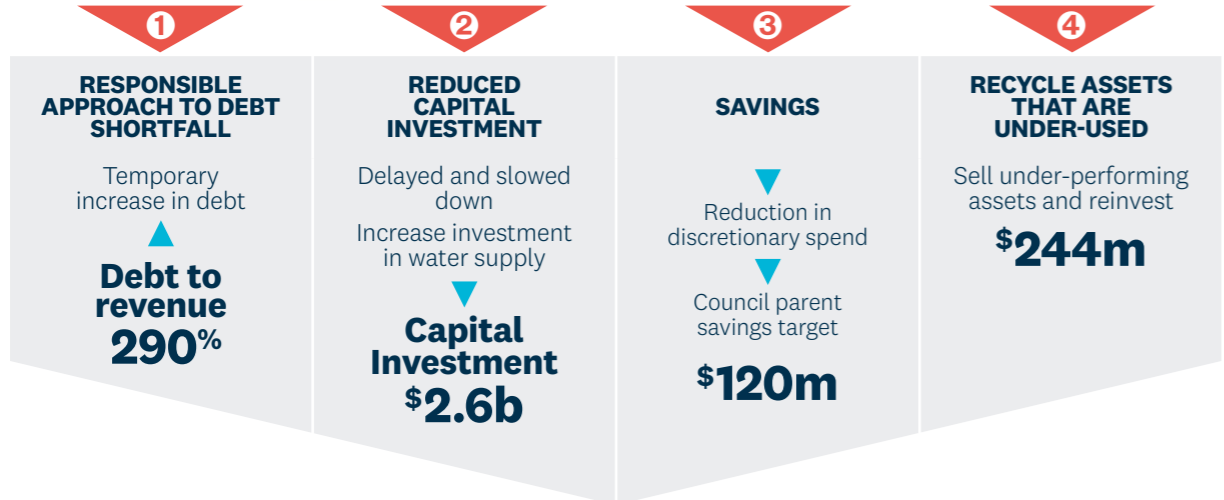 1
RESPONSIBLE
APPROACH TO DEBT
SHORTFALL
Temporary
increase in debt
Debt to
revenue
290%
2
REDUCED
CAPITAL
INVESTMENT
Delayed and slowed
down
Increase investment
in water supply
Capital
Investment
$2.6b
3
SAVINGS
Reduction in
discretionary spend
Council parent
savings target
$120m
4
RECYCLE ASSETS
THAT ARE
UNDER-USED
Sell under-performing
assets and reinvest
$244m